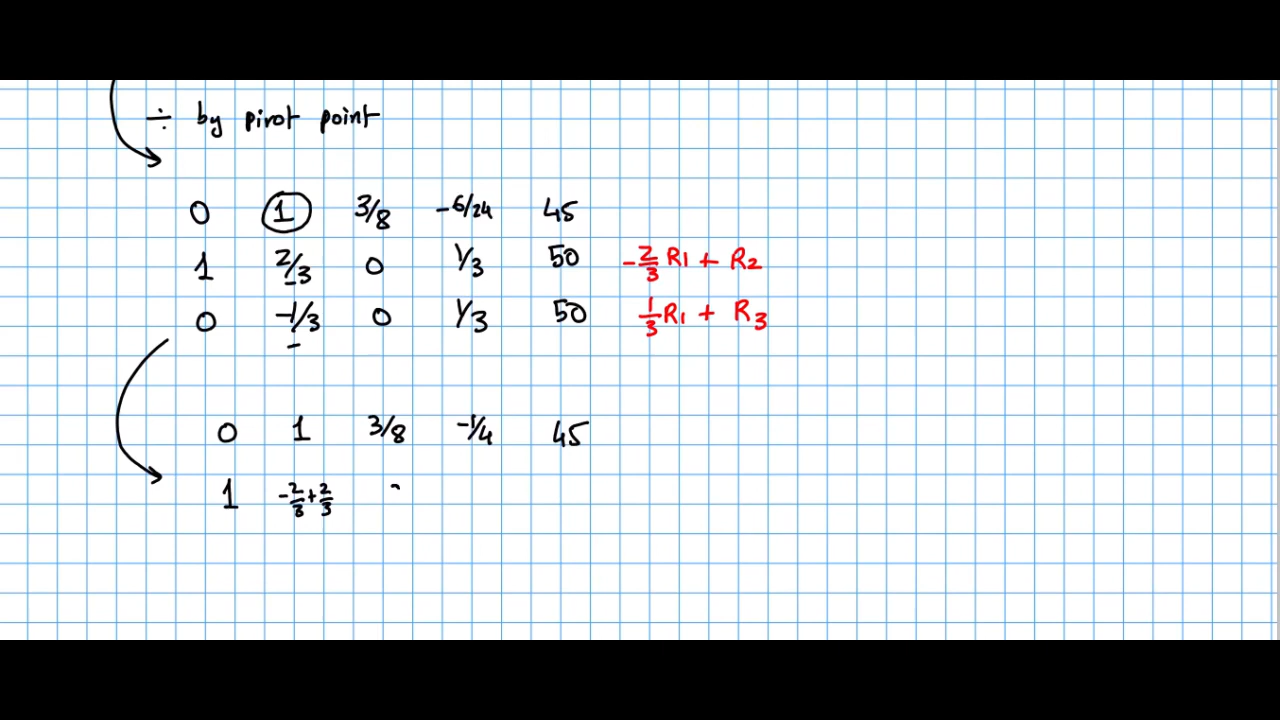 ÷ by pivot point
0 1 3/8 -6/24 45
1 2/3 0 1/3 50 -2/3 R1 + R2
0 -1/3 0 1/3 50 1/3 R1 + R3
0 1 3/8 -1/4 45
1 -2/3+2/3